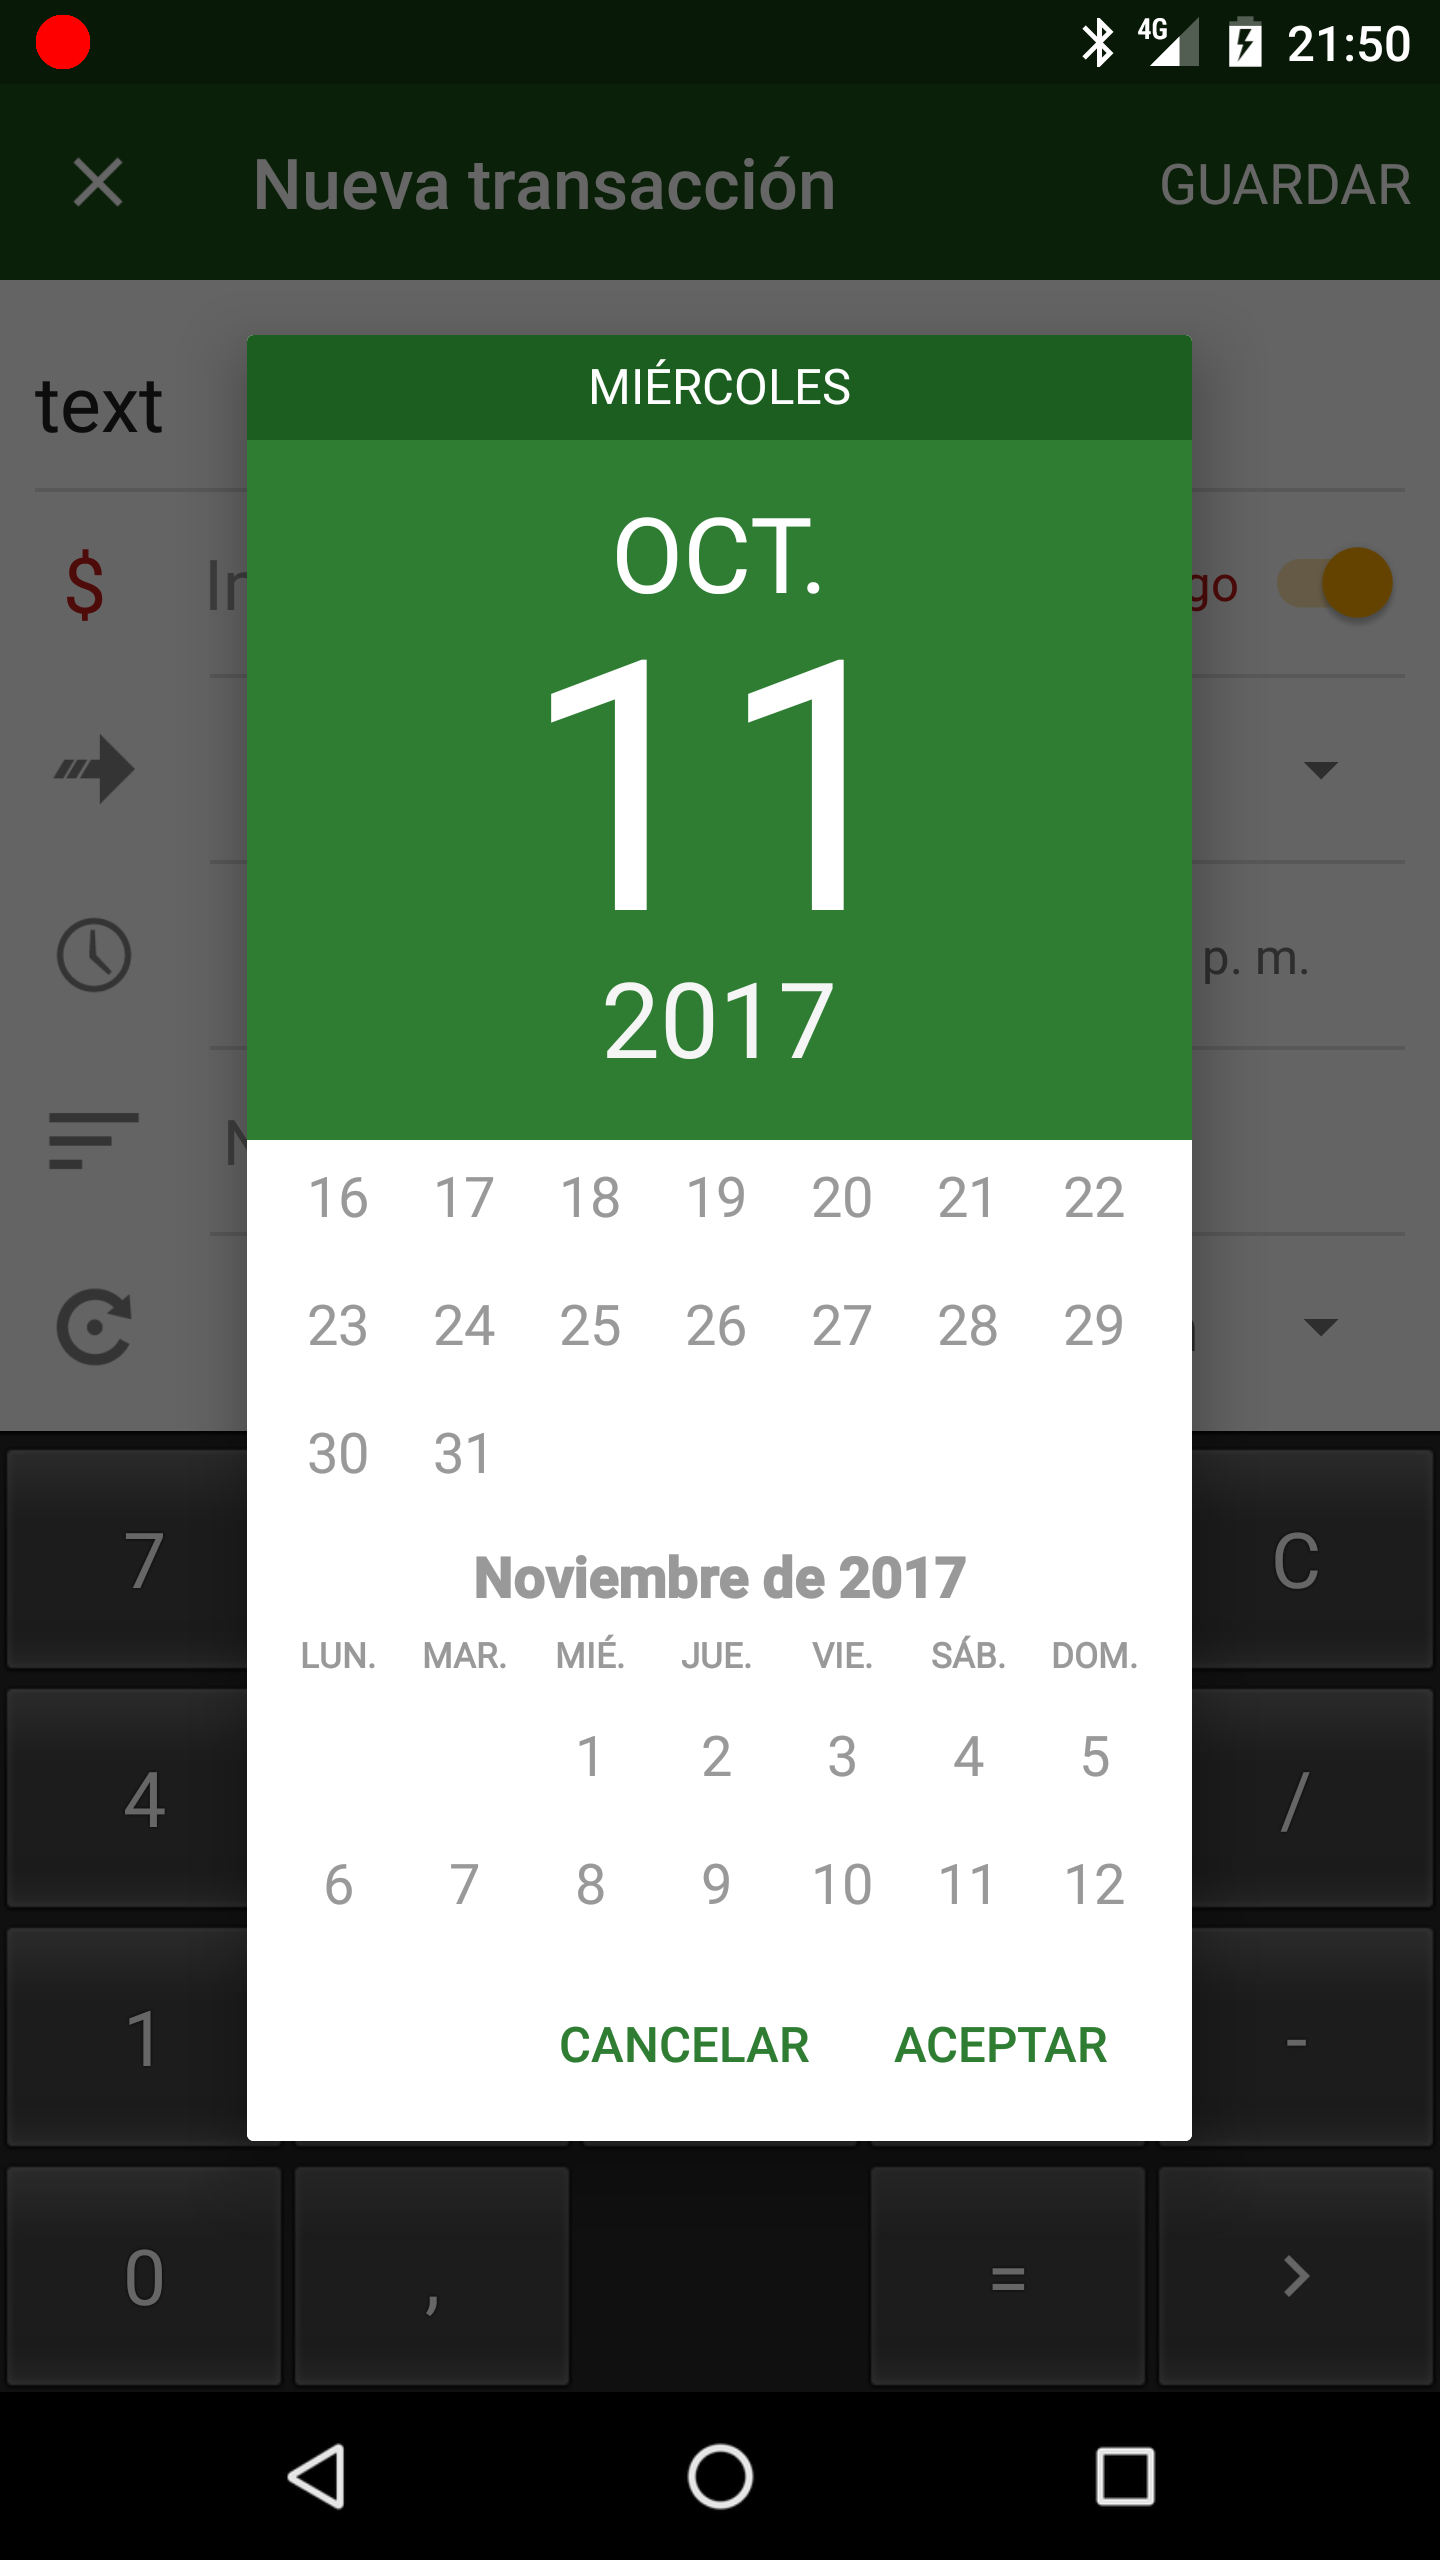 4G 21:50
Nueva transacción GUARDAR
MIÉRCOLES
text
OCT.
$ go
11
p. m.
2017
16 17 18 19 20 21 22
23 24 25 26 27 28 29
30 31
Noviembre de 2017
LUN. MAR. MIÉ. JUE. VIE. SÁB. DOM.
1 2 3 4 5
6 7 8 9 10 11 12
CANCELAR ACEPTAR
7 C
4 /
1 -
0 , = >